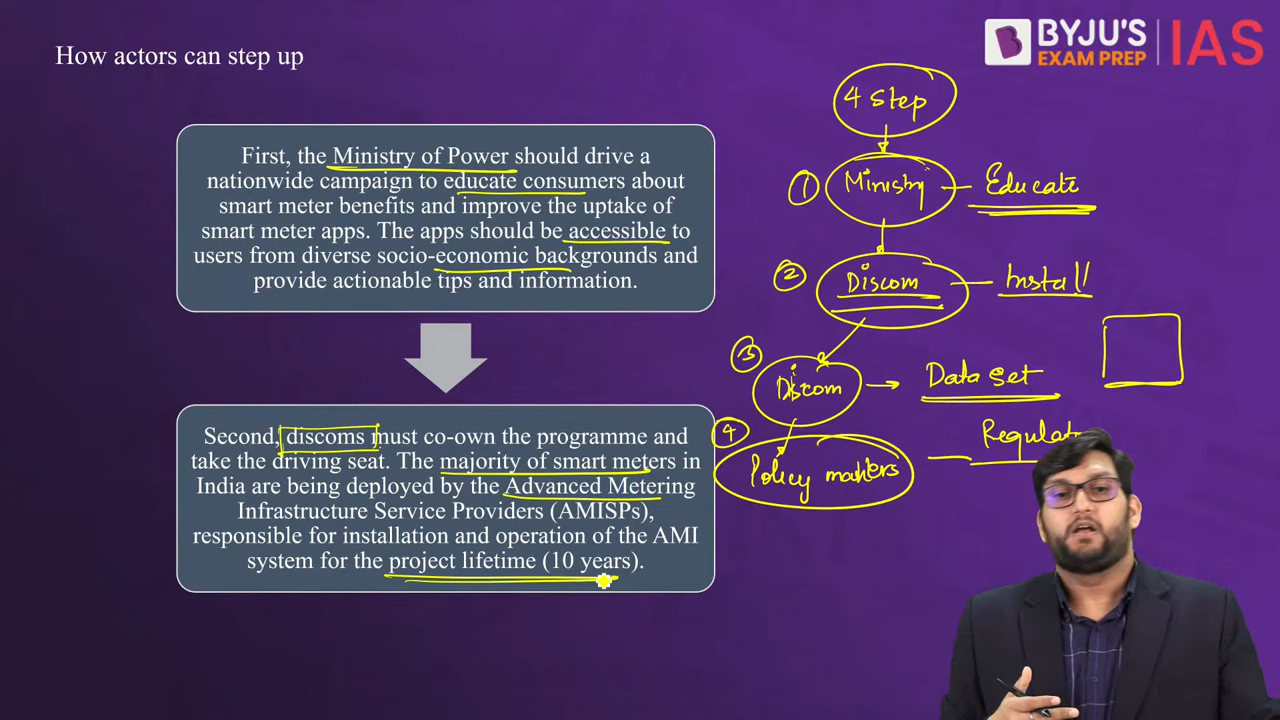 How actors can step up
BYJU'S
EXAM PREP
IAS
First, the Ministry of Power should drive a
nationwide campaign to educate consumers about
smart meter benefits and improve the uptake of
smart meter apps. The apps should be accessible to
users from diverse socio-economic backgrounds and
provide actionable tips and information.
Second, discoms must co-own the programme and
take the driving seat. The majority of smart meters in
India are being deployed by the Advanced Metering
Infrastructure Service Providers (AMISPs),
responsible for installation and operation of the AMI
system for the project lifetime (10 years).
4 Step
1 Ministry Educate
2 Discom Install
3 Discom Data set
4 Policy makers